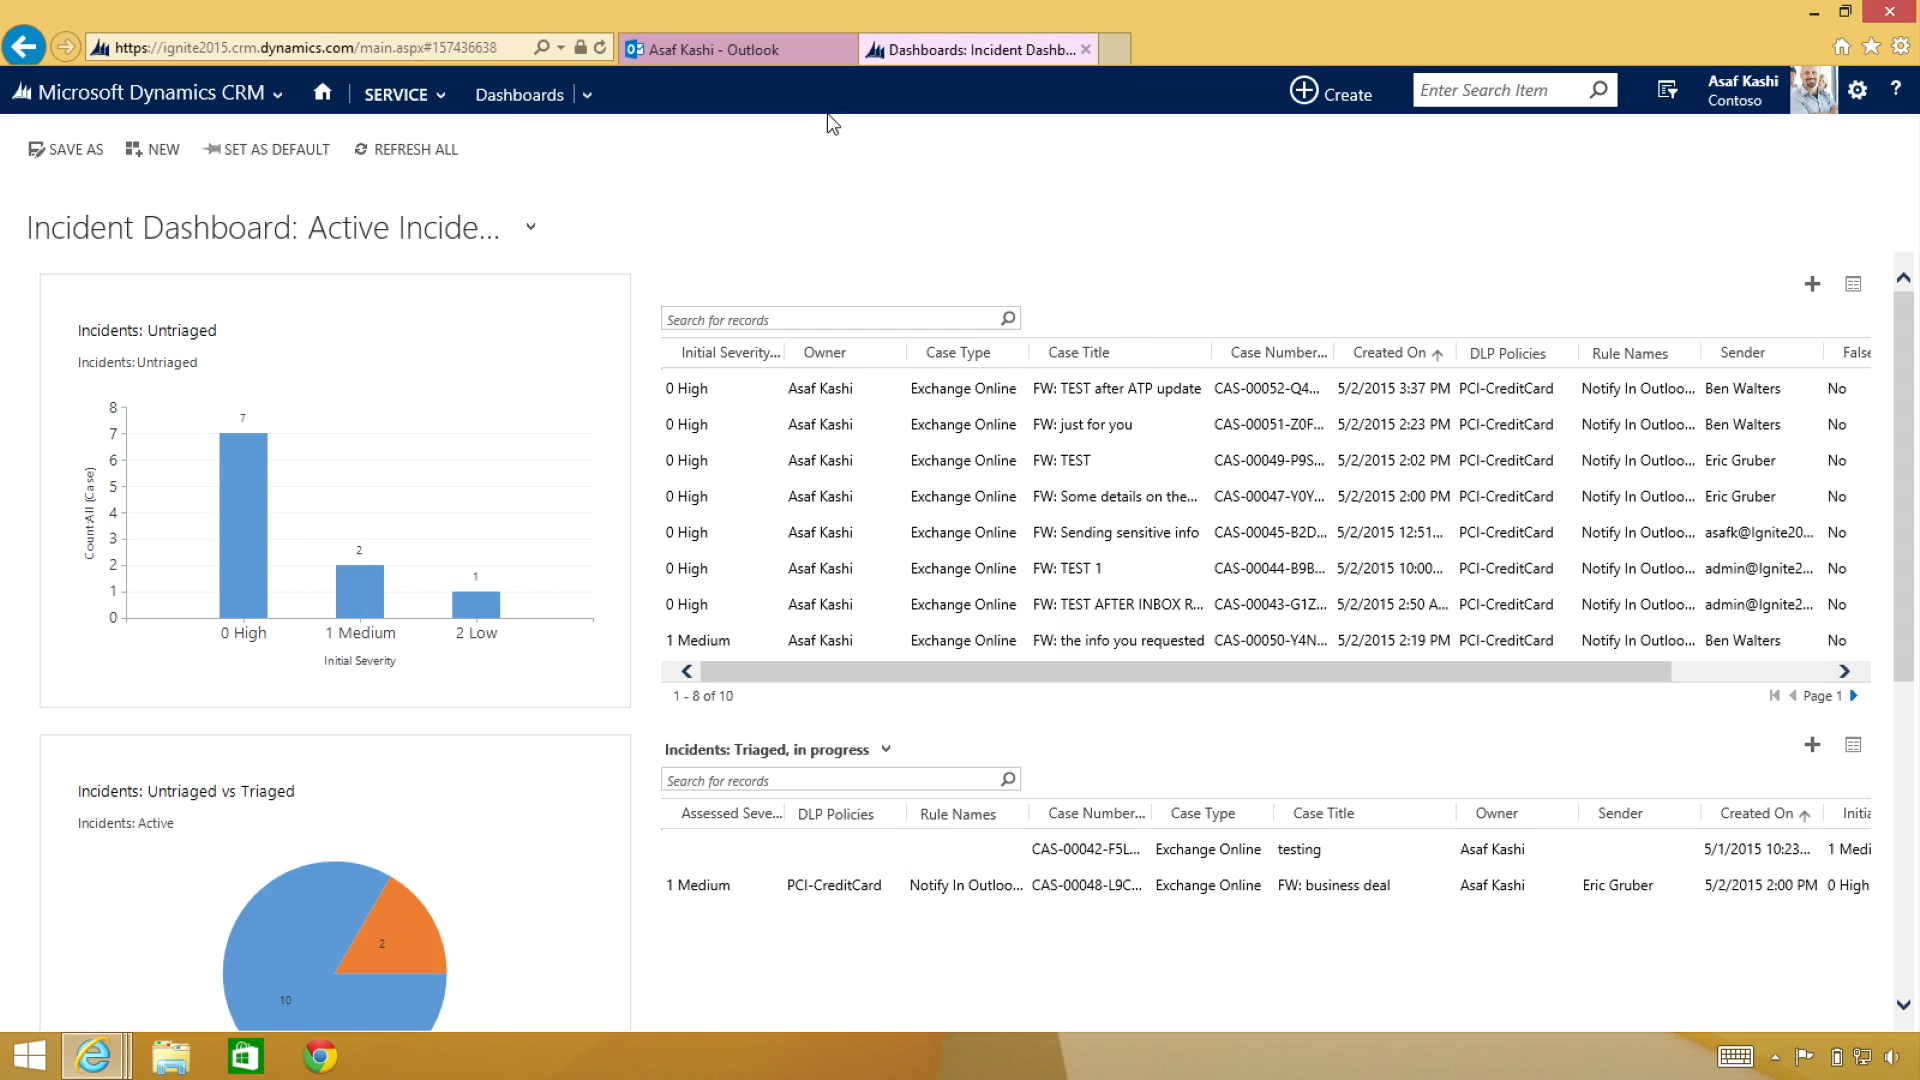 https://ignite2015.crm.dynamics.com/main.aspx#157436638
Asaf Kashi - Outlook
Dashboards: Incident Dashb...
Microsoft Dynamics CRM
SERVICE
Dashboards
Create
Enter Search Item
Asaf Kashi
Contoso
?
SAVE AS NEW SET AS DEFAULT REFRESH ALL
Incident Dashboard: Active Incide...
Incidents: Untriaged
Incidents: Untriaged
8
7
6
5
4
3
2
1
0
Count:All (Case)
7
2
1
0 High 1 Medium 2 Low
Initial Severity
Search for records
Initial Severity... Owner Case Type Case Title Case Number... Created On DLP Policies Rule Names Sender False
0 High Asaf Kashi Exchange Online FW: TEST after ATP update CAS-00052-Q4... 5/2/2015 3:37 PM PCI-CreditCard Notify In Outloo... Ben Walters No
0 High Asaf Kashi Exchange Online FW: just for you CAS-00051-Z0F... 5/2/2015 2:23 PM PCI-CreditCard Notify In Outloo... Ben Walters No
0 High Asaf Kashi Exchange Online FW: TEST CAS-00049-P9S... 5/2/2015 2:02 PM PCI-CreditCard Notify In Outloo... Eric Gruber No
0 High Asaf Kashi Exchange Online FW: Some details on the... CAS-00047-Y0Y... 5/2/2015 2:00 PM PCI-CreditCard Notify In Outloo... Eric Gruber No
0 High Asaf Kashi Exchange Online FW: Sending sensitive info CAS-00045-B2D... 5/2/2015 12:51... PCI-CreditCard Notify In Outloo... asafk@Ignite20... No
0 High Asaf Kashi Exchange Online FW: TEST 1 CAS-00044-B9B... 5/2/2015 10:00... PCI-CreditCard Notify In Outloo... admin@Ignite2... No
0 High Asaf Kashi Exchange Online FW: TEST AFTER INBOX R... CAS-00043-G1Z... 5/2/2015 2:50 A... PCI-CreditCard Notify In Outloo... admin@Ignite2... No
1 Medium Asaf Kashi Exchange Online FW: the info you requested CAS-00050-Y4N... 5/2/2015 2:19 PM PCI-CreditCard Notify In Outloo... Ben Walters No
1 - 8 of 10
Page 1
Incidents: Untriaged vs Triaged
Incidents: Active
2
10
Incidents: Triaged, in progress
Search for records
Assessed Seve... DLP Policies Rule Names Case Number... Case Type Case Title Owner Sender Created On Initia
CAS-00042-F5L... Exchange Online testing Asaf Kashi 5/1/2015 10:23... 1 Medi
1 Medium PCI-CreditCard Notify In Outloo... CAS-00048-L9C... Exchange Online FW: business deal Asaf Kashi Eric Gruber 5/2/2015 2:00 PM 0 High